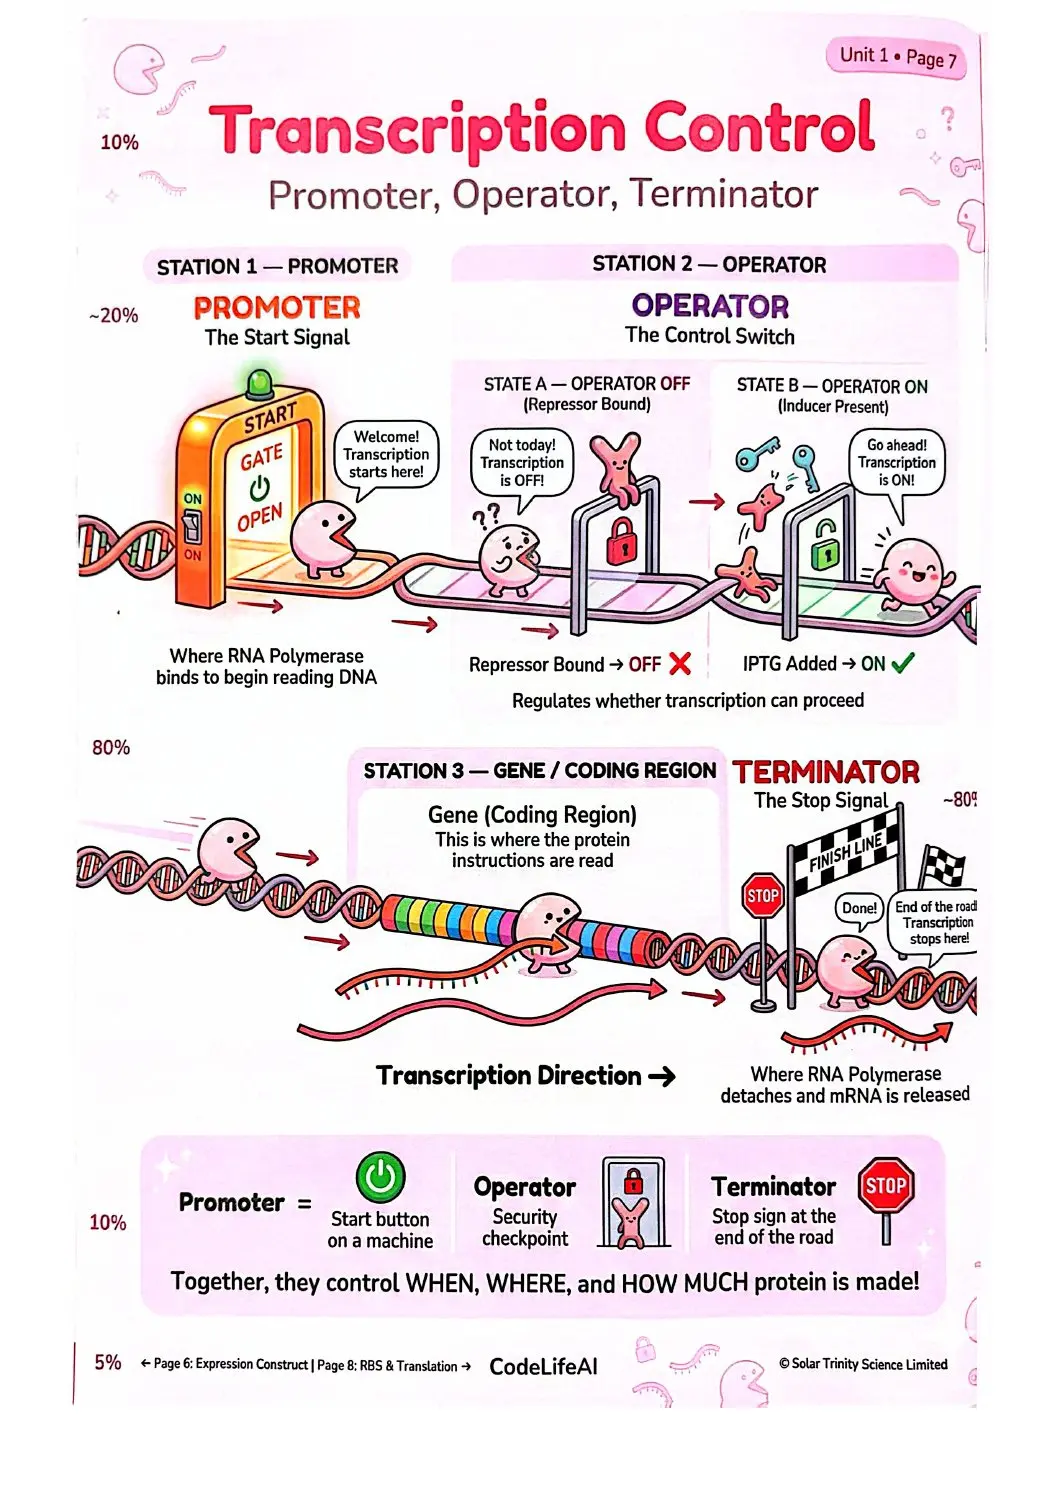 Unit 1 • Page 7
10%
Transcription Control
Promoter, Operator, Terminator
STATION 1 — PROMOTER
~20%
PROMOTER
The Start Signal
START
GATE
OPEN
ON
ON
Welcome!
Transcription
starts here!
Where RNA Polymerase
binds to begin reading DNA
STATION 2 — OPERATOR
OPERATOR
The Control Switch
STATE A — OPERATOR OFF
(Repressor Bound)
Not today!
Transcription
is OFF!
??
Repressor Bound → OFF ❌
STATE B — OPERATOR ON
(Inducer Present)
Go ahead!
Transcription
is ON!
IPTG Added → ON ✓
Regulates whether transcription can proceed
80%
STATION 3 — GENE / CODING REGION
Gene (Coding Region)
This is where the protein
instructions are read
TERMINATOR
The Stop Signal
~80%
FINISH LINE
STOP
Done!
End of the road!
Transcription
stops here!
Transcription Direction →
Where RNA Polymerase
detaches and mRNA is released
Promoter =
Start button
on a machine
Operator
Security
checkpoint
Terminator
Stop sign at the
end of the road
STOP
Together, they control WHEN, WHERE, and HOW MUCH protein is made!
10%
5%
← Page 6: Expression Construct | Page 8: RBS & Translation →
CodeLifeAI
© Solar Trinity Science Limited